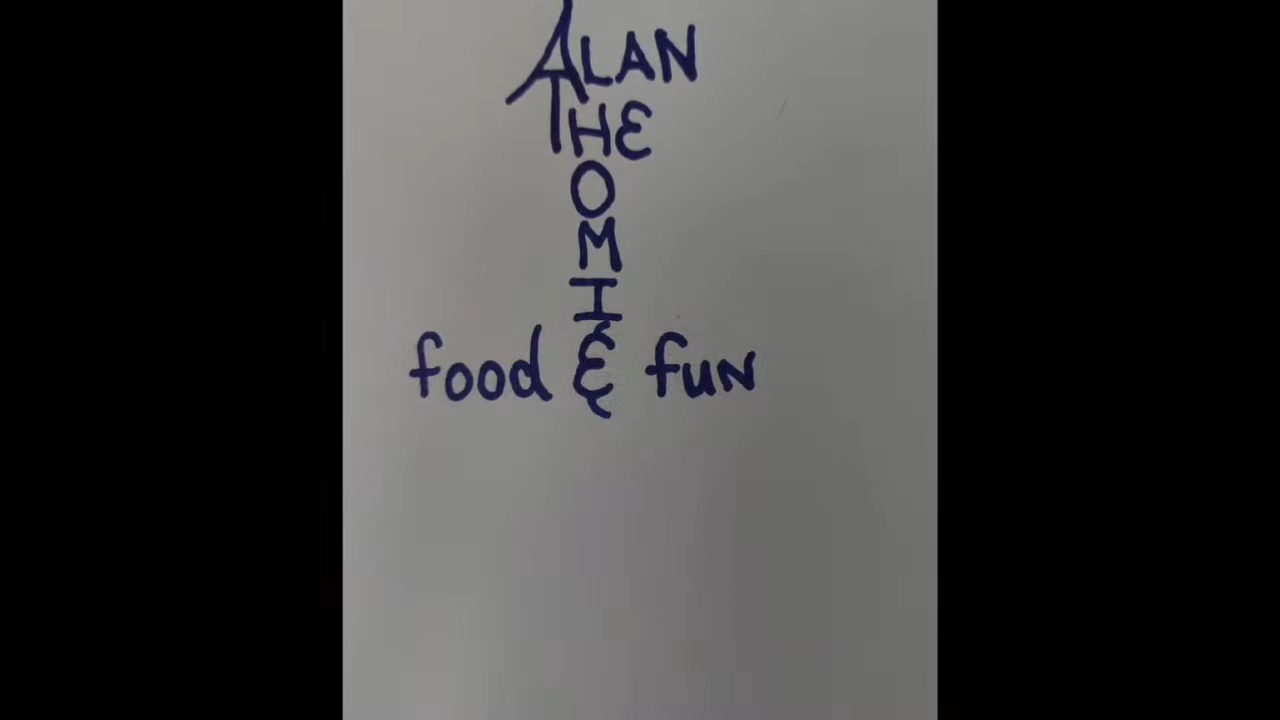 ALAN
THE
O
M
I
food & fun